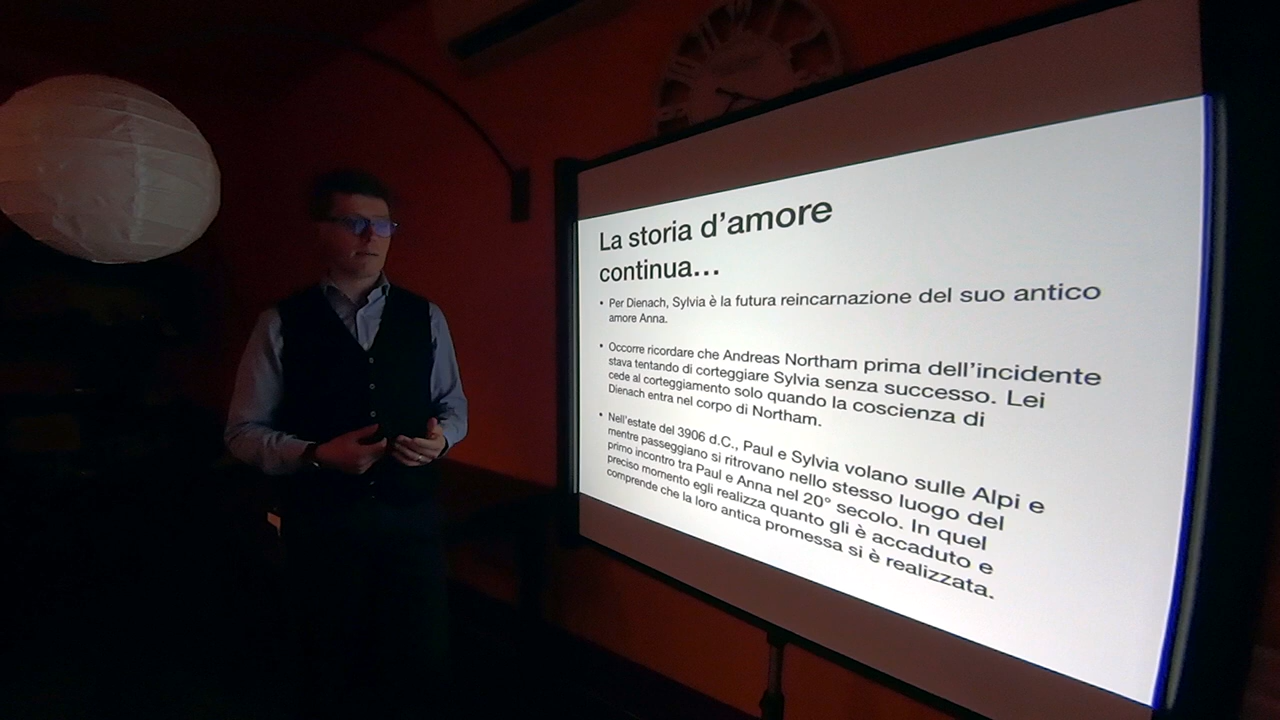 La storia d’amore
continua…
• Per Dienach, Sylvia è la futura reincarnazione del suo antico
amore Anna.
• Occorre ricordare che Andreas Northam prima dell’incidente
stava tentando di corteggiare Sylvia senza successo. Lei
cede al corteggiamento solo quando la coscienza di
Dienach entra nel corpo di Northam.
• Nell’estate del 3906 d.C., Paul e Sylvia volano sulle Alpi e
mentre passeggiano si ritrovano nello stesso luogo del
primo incontro tra Paul e Anna nel 20° secolo. In quel
preciso momento egli realizza quanto gli è accaduto e
comprende che la loro antica promessa si è realizzata.